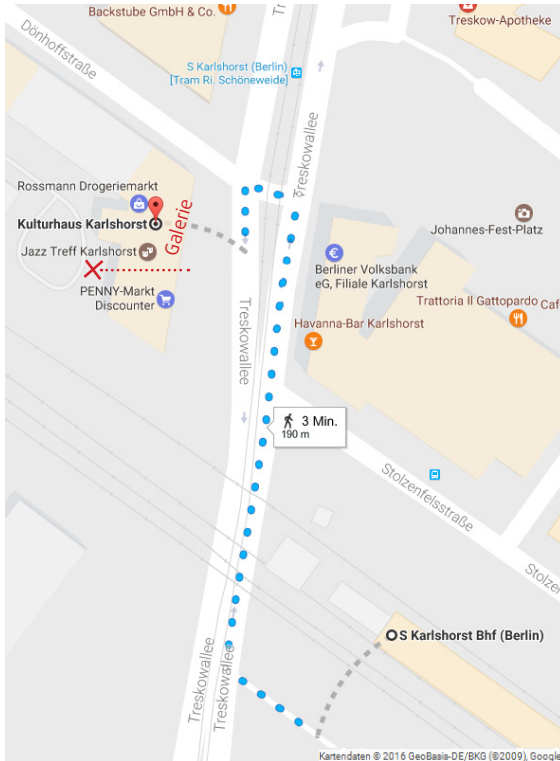 Backstube GmbH & Co.
Tr
Treskow-Apotheke
Dönhoffstraße
S Karlshorst (Berlin)
[Tram Ri. Schöneweide]
Treskowallee
Rossmann Drogeriemarkt
Kulturhaus Karlshorst
Galerie
Jazz Treff Karlshorst
PENNY-Markt
Discounter
Johannes-Fest-Platz
Berliner Volksbank
eG, Filiale Karlshorst
Trattoria Il Gattopardo
Caf
Havanna-Bar Karlshorst
Treskowallee
3 Min.
190 m
Stolzenfelsstraße
Stolzen
S Karlshorst Bhf (Berlin)
Treskowallee
Treskowallee
Kartendaten © 2016 GeoBasis-DE/BKG (©2009), Google